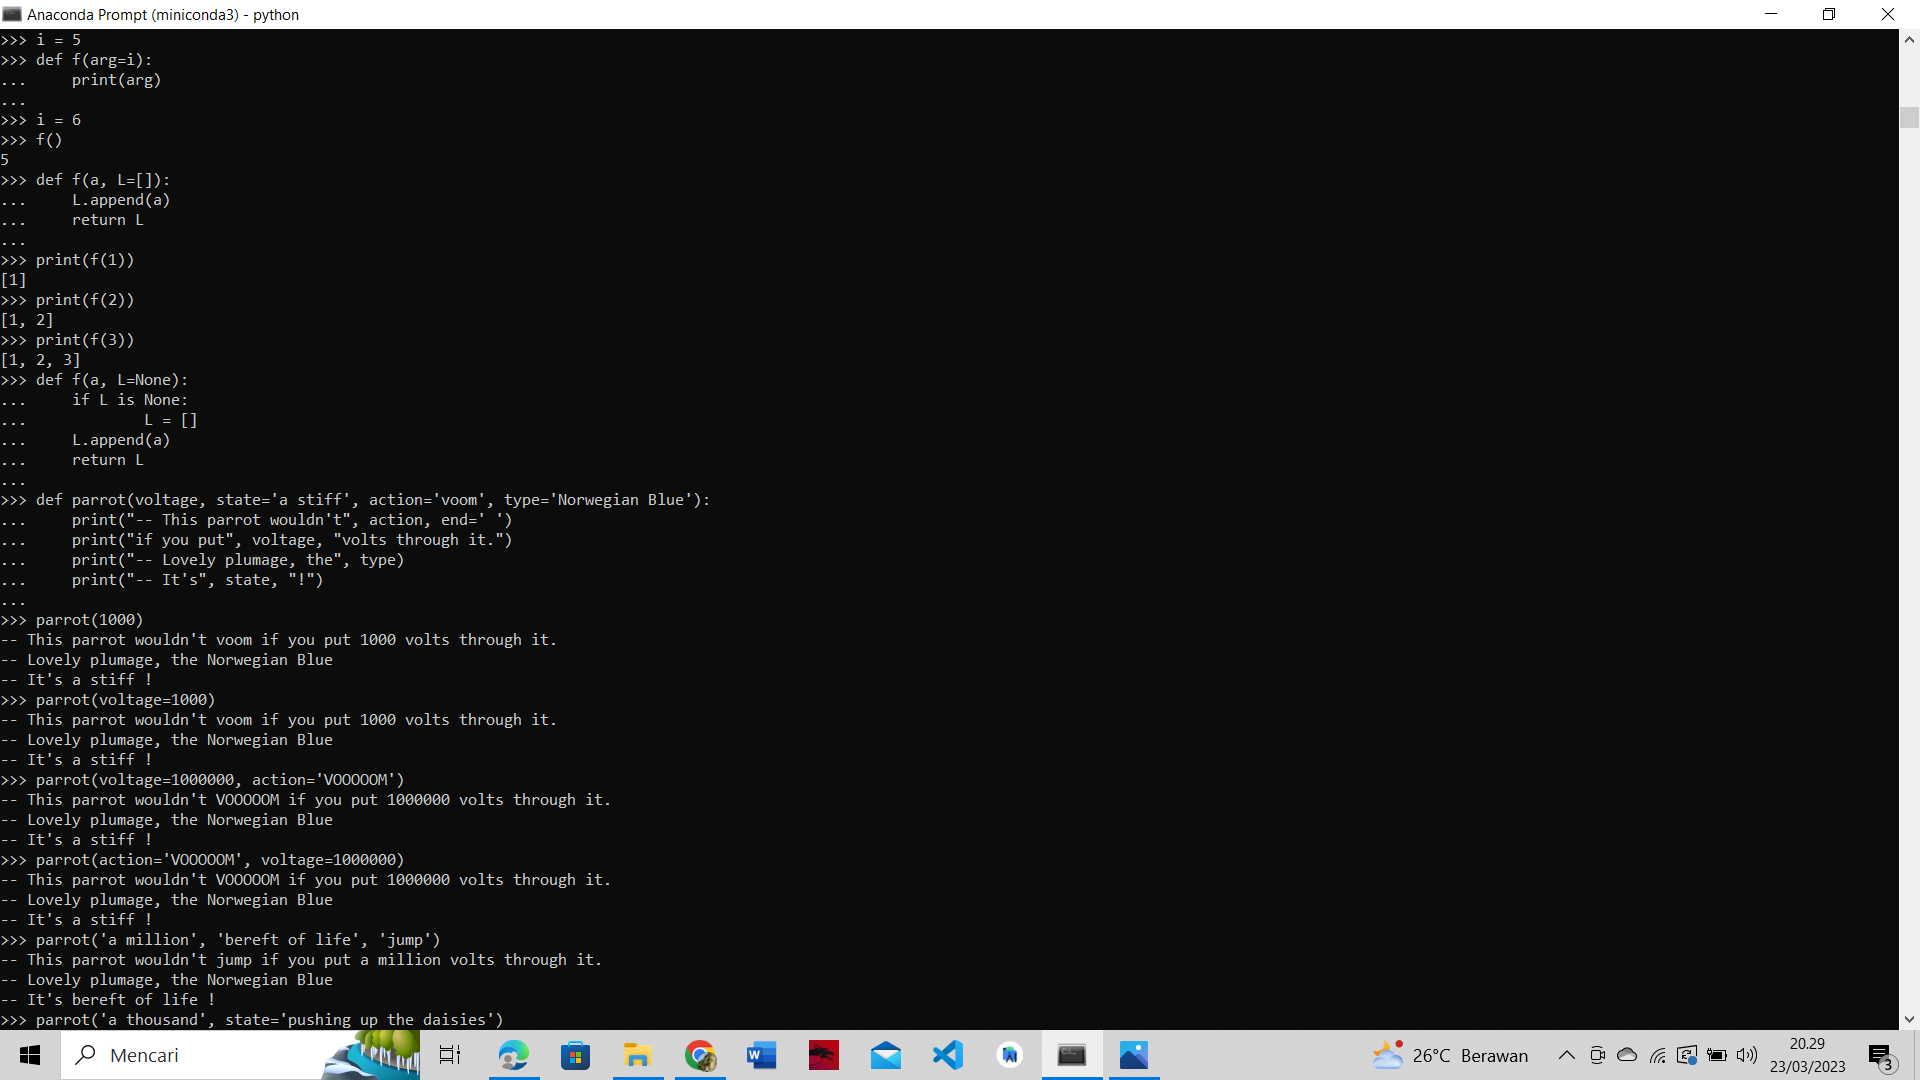 Anaconda Prompt (miniconda3) - python
>>> i = 5
>>> def f(arg=i):
...     print(arg)
...
>>> i = 6
>>> f()
5
>>> def f(a, L=[]):
...     L.append(a)
...     return L
...
>>> print(f(1))
[1]
>>> print(f(2))
[1, 2]
>>> print(f(3))
[1, 2, 3]
>>> def f(a, L=None):
...     if L is None:
...             L = []
...     L.append(a)
...     return L
...
>>> def parrot(voltage, state='a stiff', action='voom', type='Norwegian Blue'):
...     print("-- This parrot wouldn't", action, end=' ')
...     print("if you put", voltage, "volts through it.")
...     print("-- Lovely plumage, the", type)
...     print("-- It's", state, "!")
...
>>> parrot(1000)
-- This parrot wouldn't voom if you put 1000 volts through it.
-- Lovely plumage, the Norwegian Blue
-- It's a stiff !
>>> parrot(voltage=1000)
-- This parrot wouldn't voom if you put 1000 volts through it.
-- Lovely plumage, the Norwegian Blue
-- It's a stiff !
>>> parrot(voltage=1000000, action='VOOOOOM')
-- This parrot wouldn't VOOOOOM if you put 1000000 volts through it.
-- Lovely plumage, the Norwegian Blue
-- It's a stiff !
>>> parrot(action='VOOOOOM', voltage=1000000)
-- This parrot wouldn't VOOOOOM if you put 1000000 volts through it.
-- Lovely plumage, the Norwegian Blue
-- It's a stiff !
>>> parrot('a million', 'bereft of life', 'jump')
-- This parrot wouldn't jump if you put a million volts through it.
-- Lovely plumage, the Norwegian Blue
-- It's bereft of life !
>>> parrot('a thousand', state='pushing up the daisies')
Mencari
26°C Berawan
20.29
23/03/2023
3